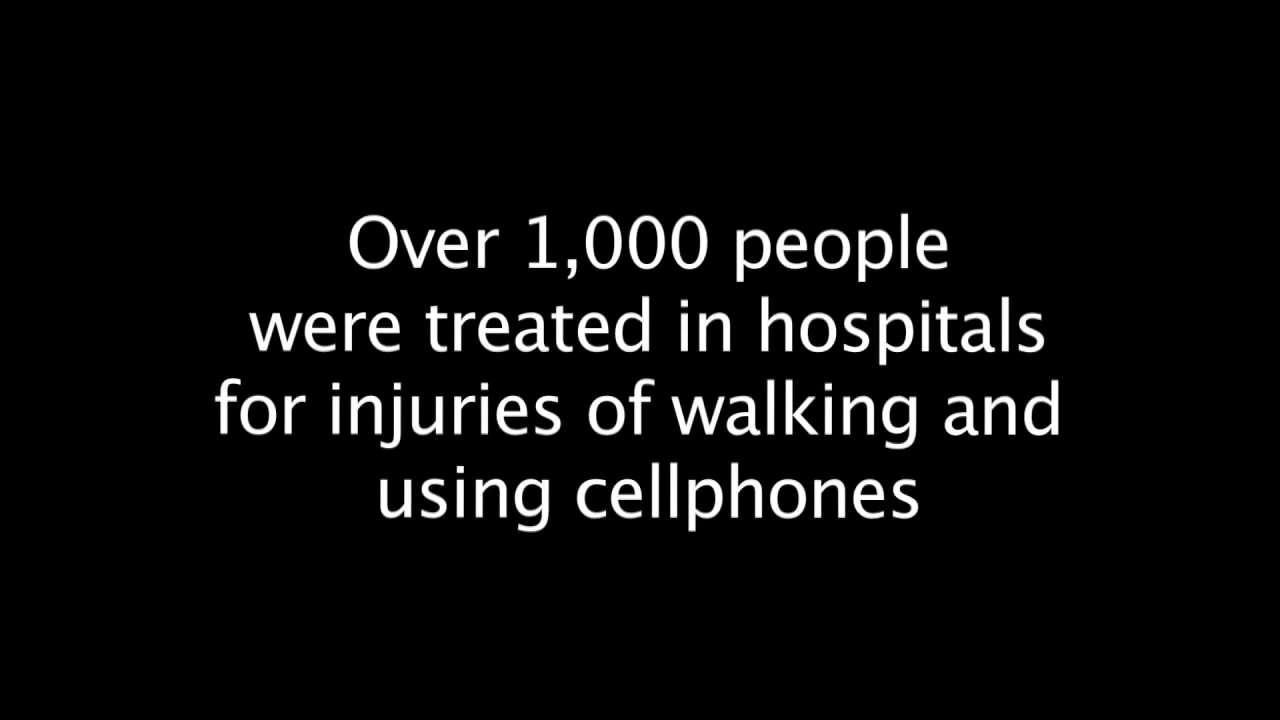 Over 1,000 people
were treated in hospitals
for injuries of walking and
using cellphones